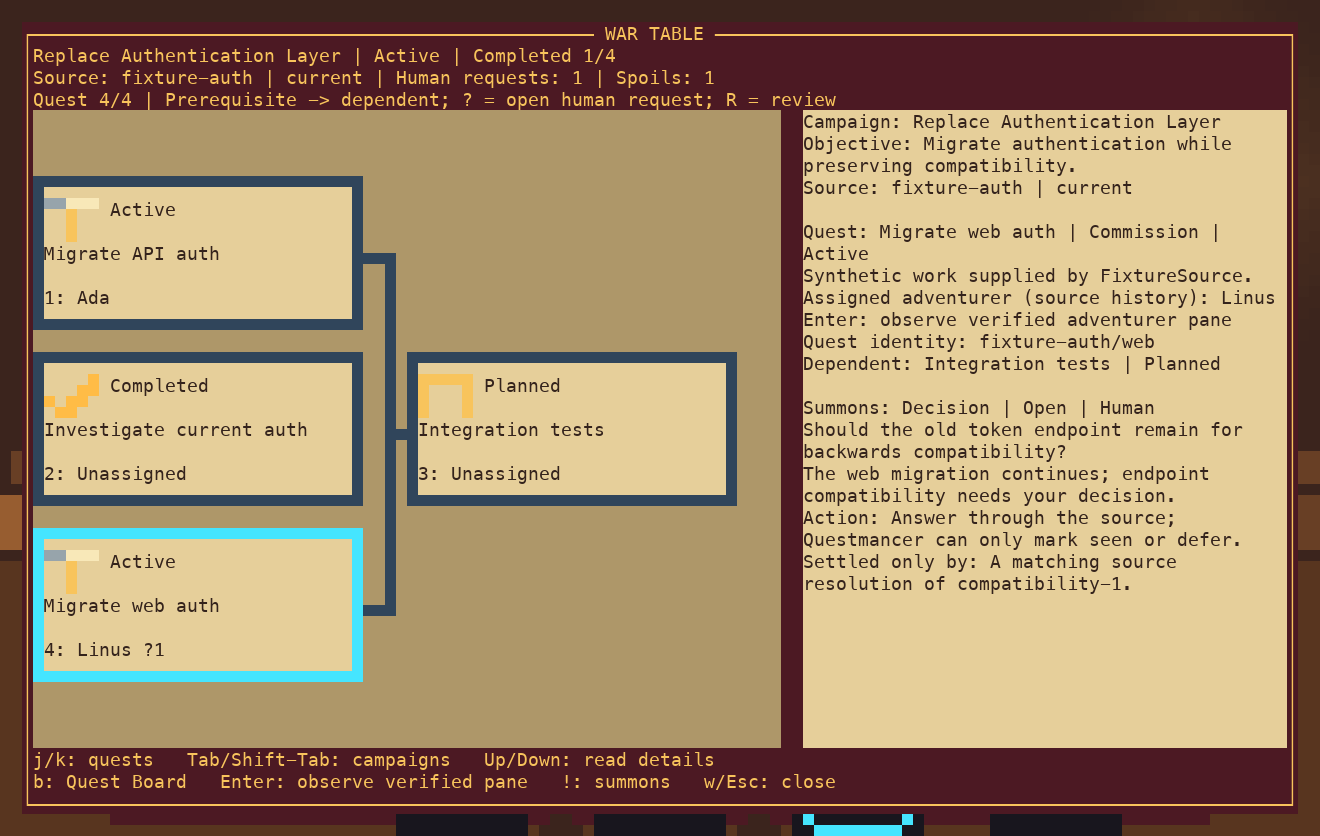 WAR TABLE
Replace Authentication Layer | Active | Completed 1/4
Source: fixture-auth | current | Human requests: 1 | Spoils: 1
Quest 4/4 | Prerequisite -> dependent; ? = open human request; R = review
Active
Migrate API auth
1: Ada
Completed
Investigate current auth
2: Unassigned
Active
Migrate web auth
4: Linus ?1
Planned
Integration tests
3: Unassigned
Campaign: Replace Authentication Layer
Objective: Migrate authentication while
preserving compatibility.
Source: fixture-auth | current
Quest: Migrate web auth | Commission |
Active
Synthetic work supplied by FixtureSource.
Assigned adventurer (source history): Linus
Enter: observe verified adventurer pane
Quest identity: fixture-auth/web
Dependent: Integration tests | Planned
Summons: Decision | Open | Human
Should the old token endpoint remain for
backwards compatibility?
The web migration continues; endpoint
compatibility needs your decision.
Action: Answer through the source;
Questmancer can only mark seen or defer.
Settled only by: A matching source
resolution of compatibility-1.
j/k: quests   Tab/Shift-Tab: campaigns   Up/Down: read details
b: Quest Board   Enter: observe verified pane   !: summons   w/Esc: close